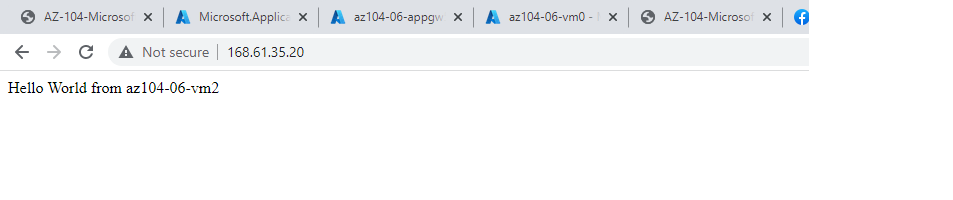 AZ-104-Microsof
Microsoft.Applica
az104-06-appgw
az104-06-vm0 -
AZ-104-Microsof
Not secure
168.61.35.20
Hello World from az104-06-vm2